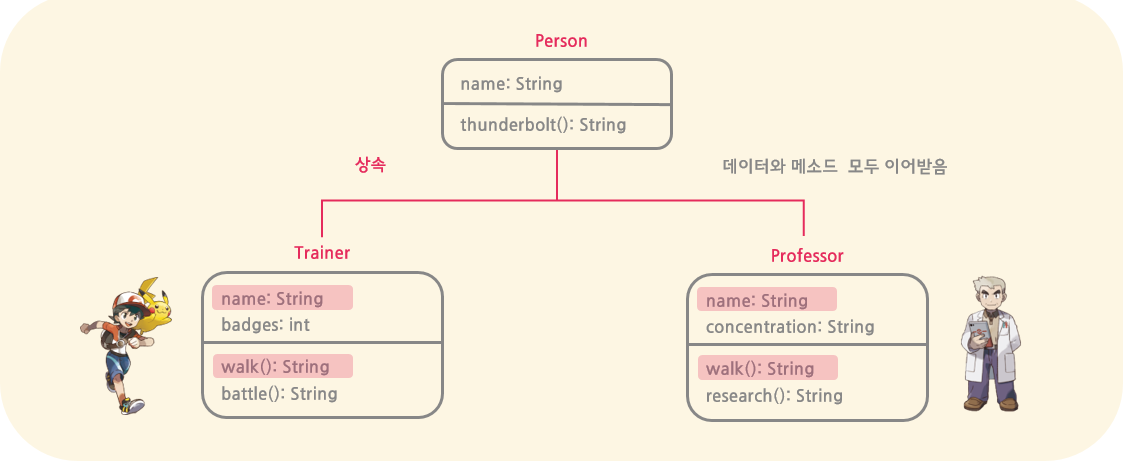 Person
name: String
thunderbolt(): String
상속
데이터와 메소드 모두 이어받음
Trainer
name: String
badges: int
walk(): String
battle(): String
Professor
name: String
concentration: String
walk(): String
research(): String